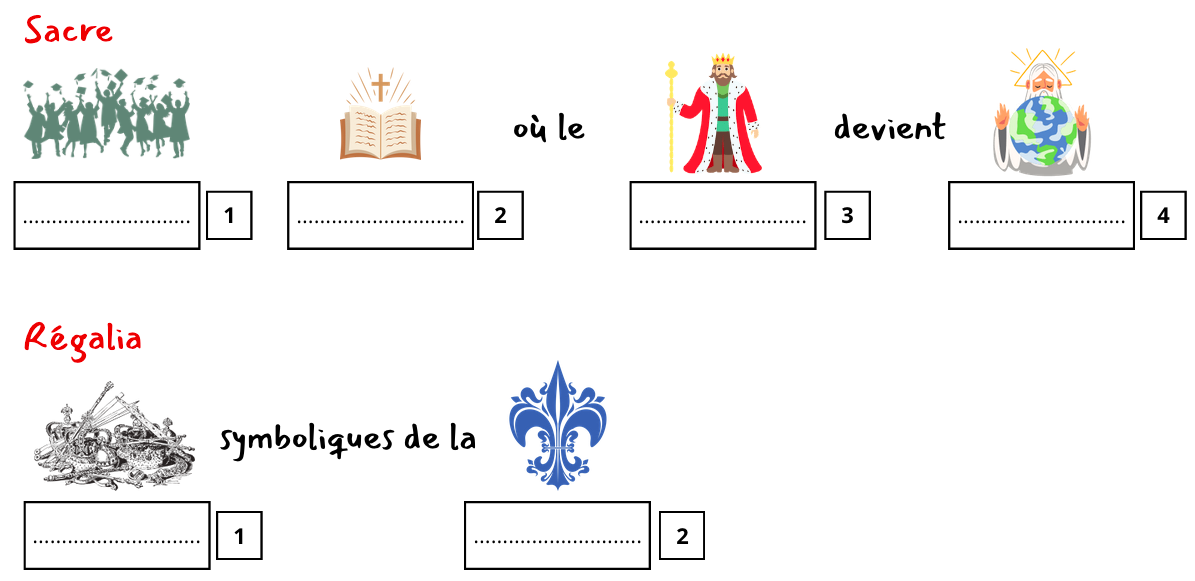 Sacre
où le
devient
........................... 1
........................... 2
........................... 3
........................... 4
Régalia
symboliques de la
........................... 1
........................... 2